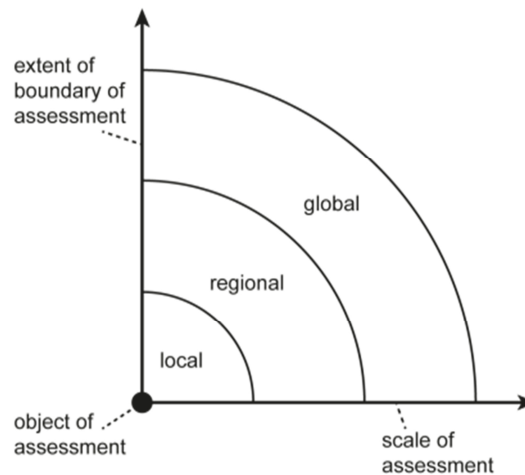 extent of
boundary of
assessment
global
regional
local
object of
assessment
scale of
assessment